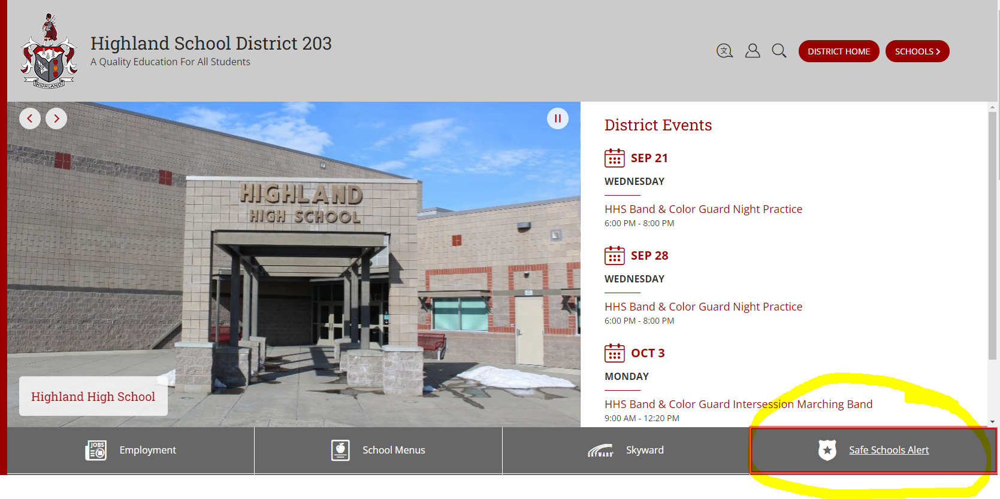 Highland School District 203
A Quality Education For All Students
HIGHLAND
文
DISTRICT HOME
SCHOOLS
HIGHLAND
HIGH SCHOOL
Highland High School
District Events
SEP 21
WEDNESDAY
HHS Band & Color Guard Night Practice
6:00 PM - 8:00 PM
SEP 28
WEDNESDAY
HHS Band & Color Guard Night Practice
6:00 PM - 8:00 PM
OCT 3
MONDAY
HHS Band & Color Guard Intersession Marching Band
9:00 AM - 12:20 PM
JOBS
Employment
School Menus
SKYWARD
Skyward
Safe Schools Alert